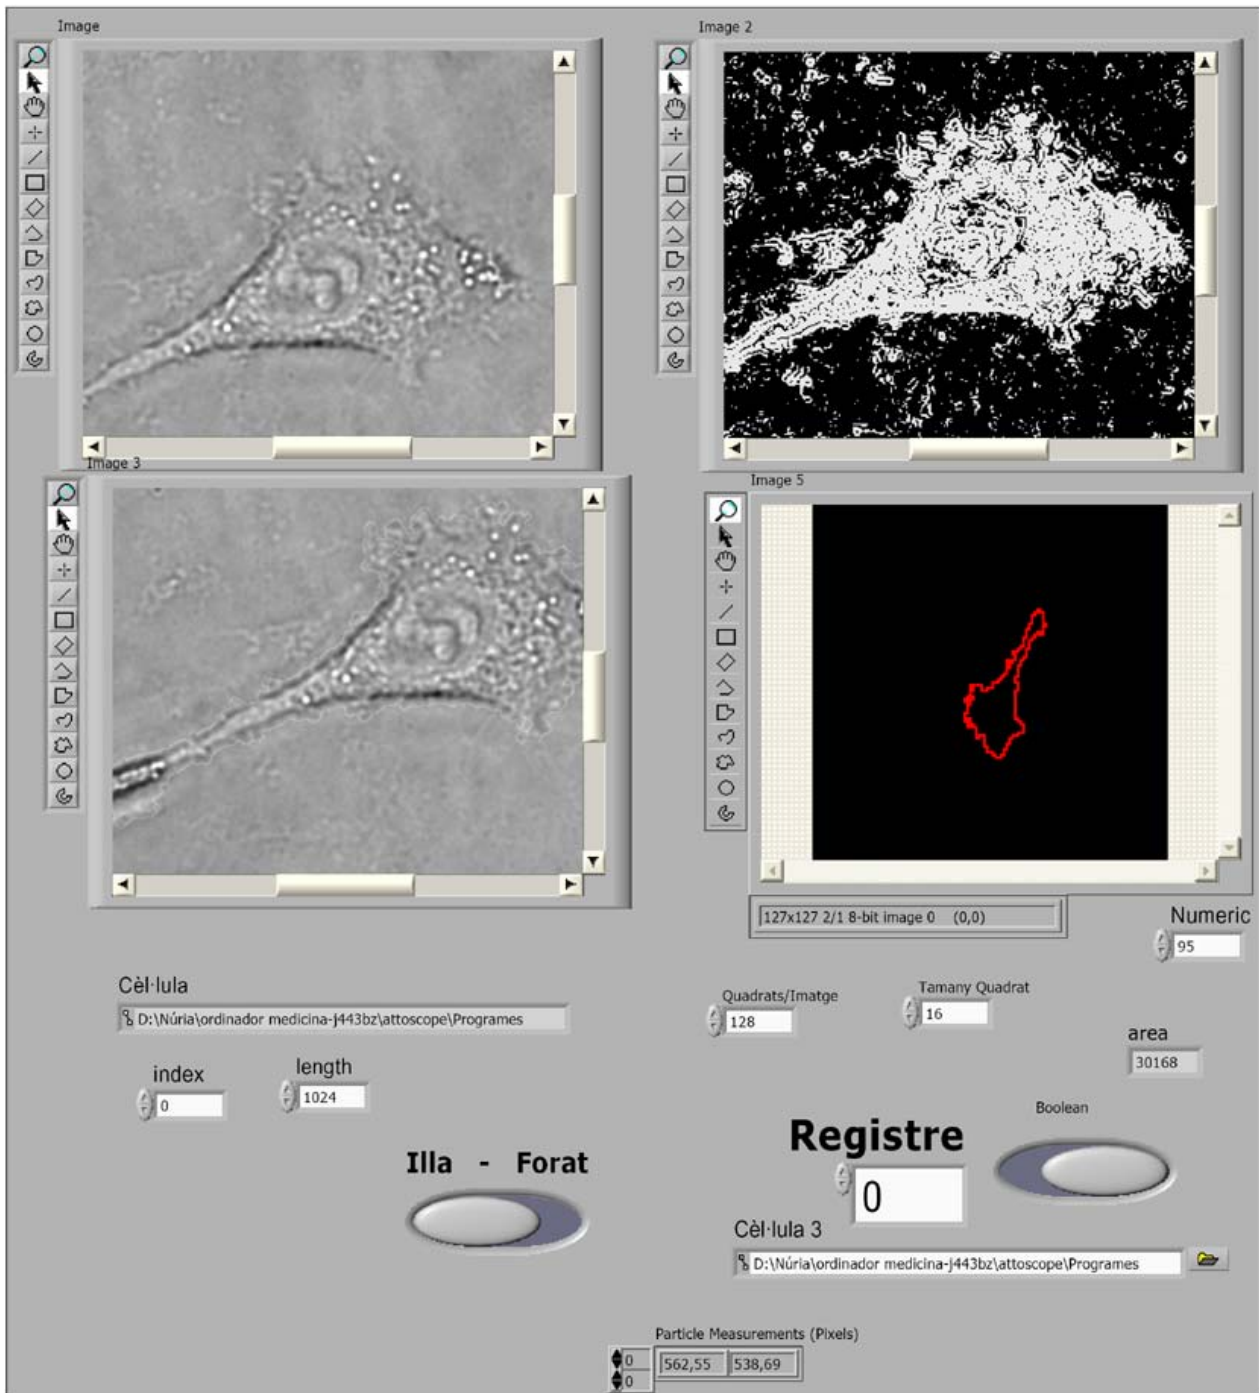 Image
Image 2
Image 3
Image 5
127x127 2/1 8-bit image 0 (0,0)
Numeric
95
Cèl·lula
D:\Núria\ordinador medicina-j443bz\attoscope\Programes
Quadrats/Imatge
128
Tamany Quadrat
16
area
30168
index
0
length
1024
Boolean
Registre
0
Illa - Forat
Cèl·lula 3
D:\Núria\ordinador medicina-j443bz\attoscope\Programes
Particle Measurements (Pixels)
0
0
562,55 538,69